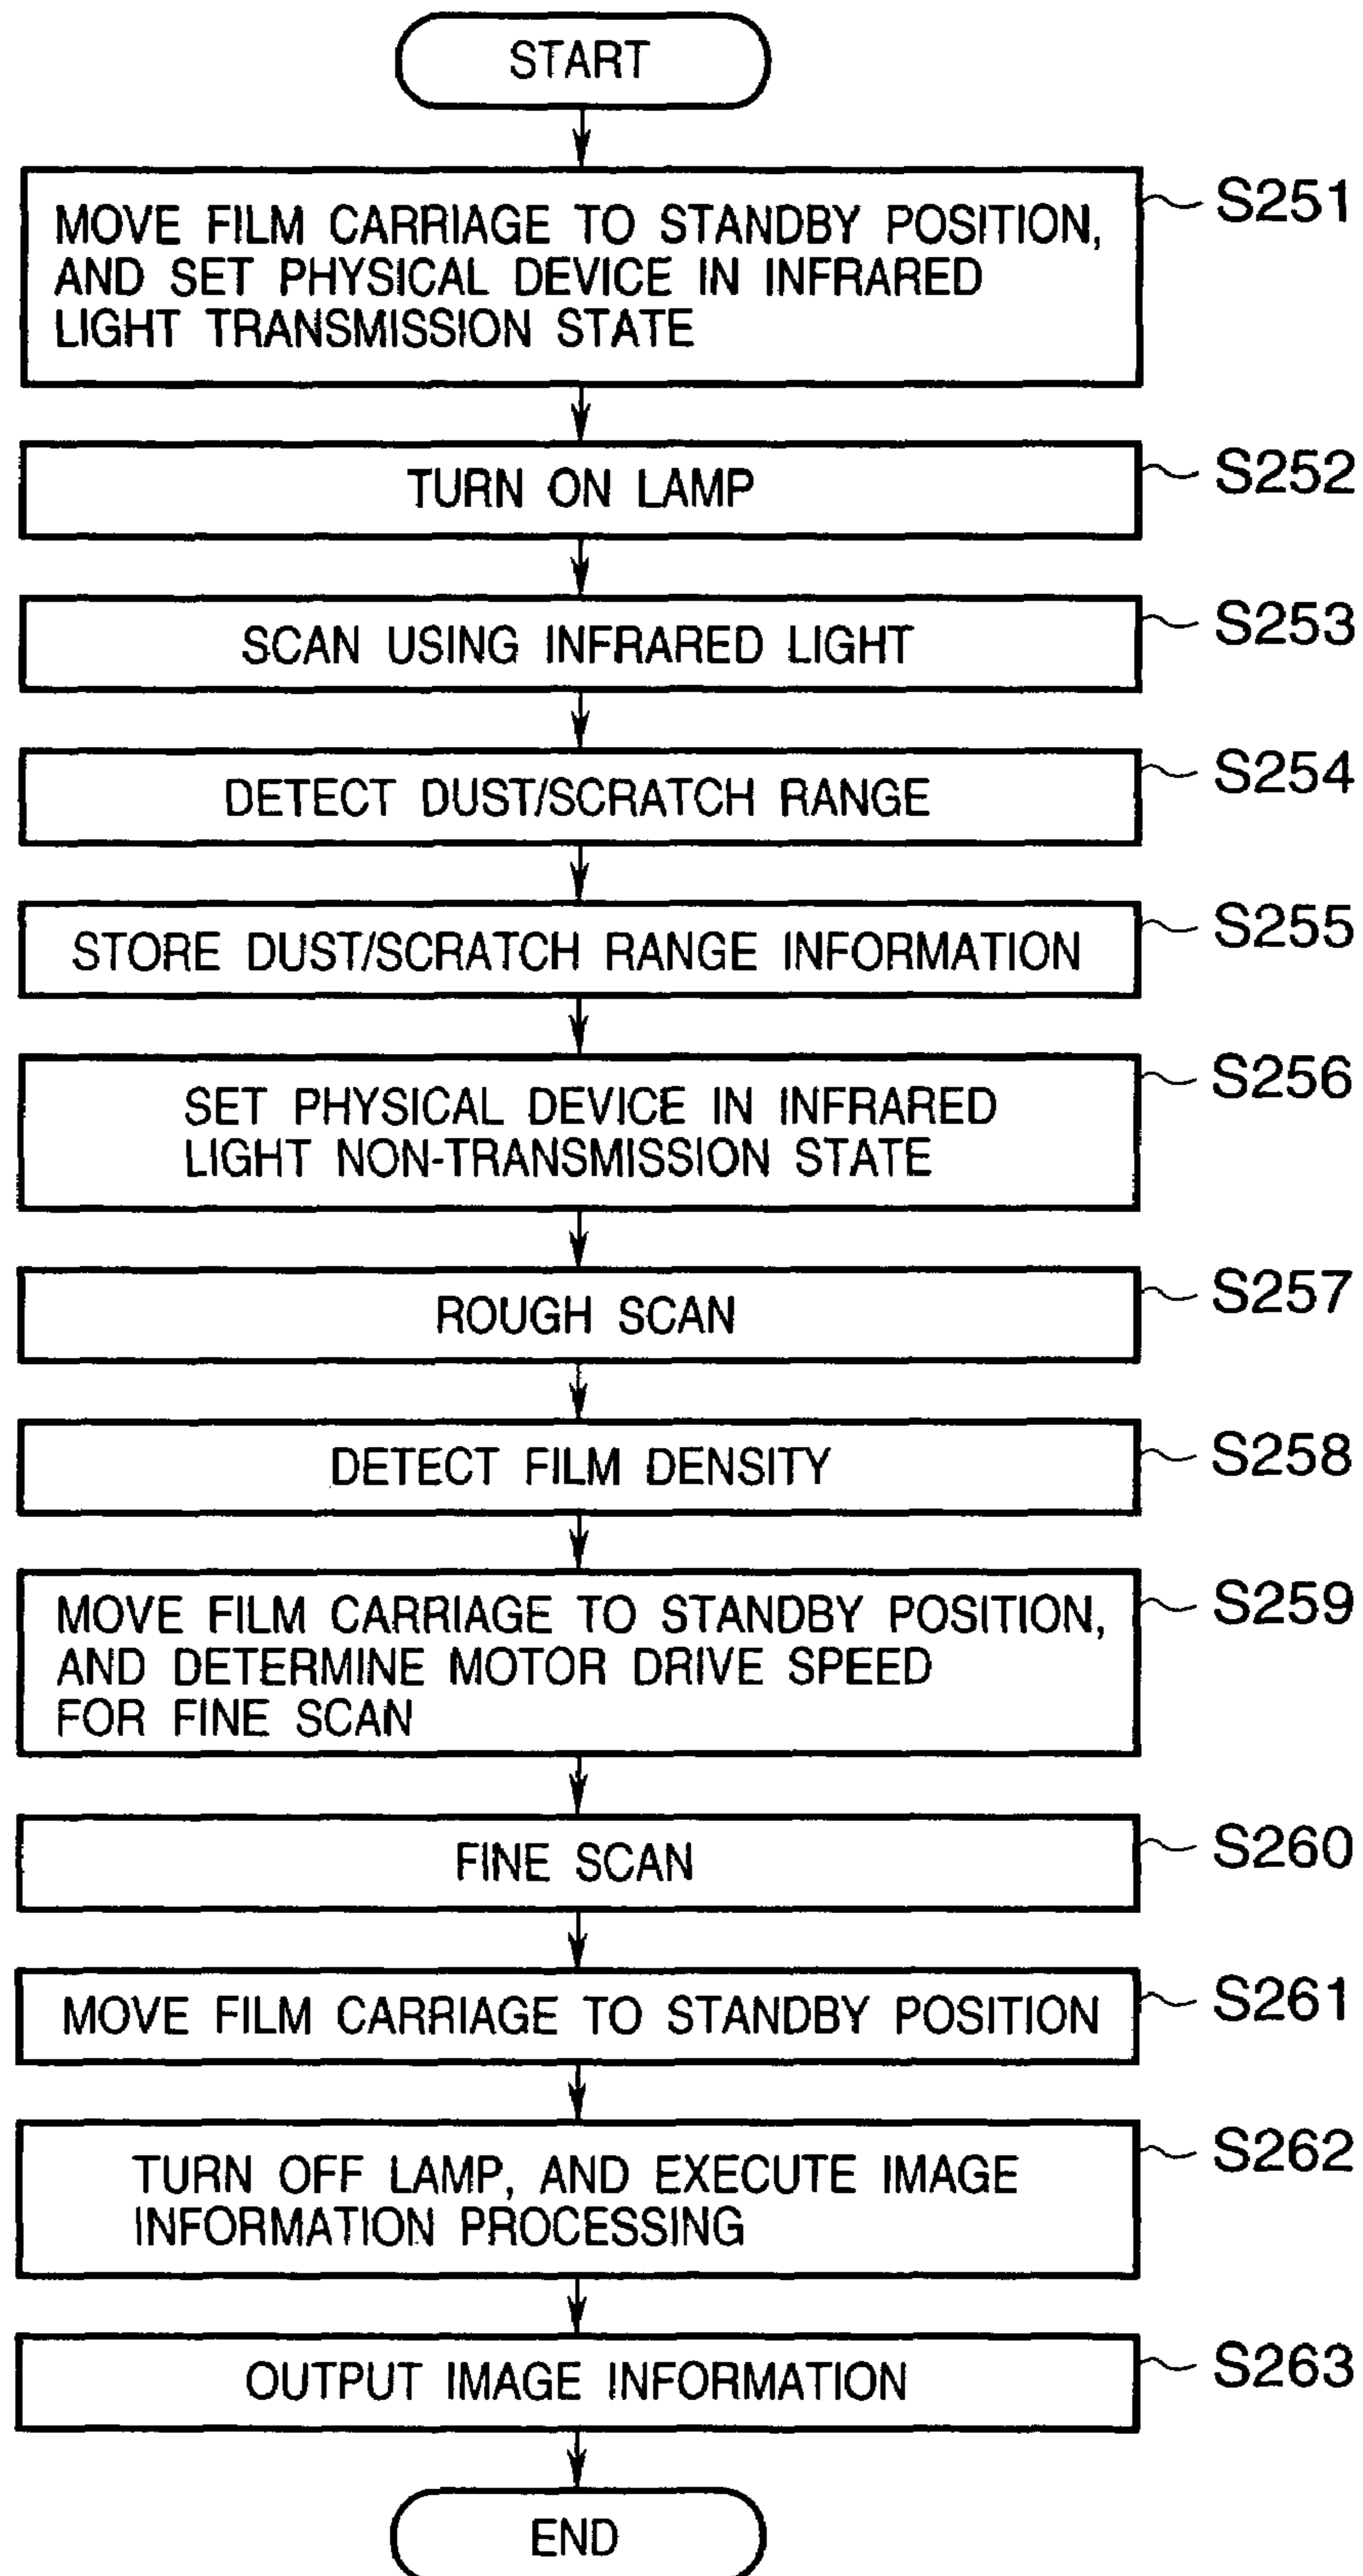 START
MOVE FILM CARRIAGE TO STANDBY POSITION,
AND SET PHYSICAL DEVICE IN INFRARED
LIGHT TRANSMISSION STATE
S251
TURN ON LAMP
S252
SCAN USING INFRARED LIGHT
S253
DETECT DUST/SCRATCH RANGE
S254
STORE DUST/SCRATCH RANGE INFORMATION
S255
SET PHYSICAL DEVICE IN INFRARED
LIGHT NON-TRANSMISSION STATE
S256
ROUGH SCAN
S257
DETECT FILM DENSITY
S258
MOVE FILM CARRIAGE TO STANDBY POSITION,
AND DETERMINE MOTOR DRIVE SPEED
FOR FINE SCAN
S259
FINE SCAN
S260
MOVE FILM CARRIAGE TO STANDBY POSITION
S261
TURN OFF LAMP, AND EXECUTE IMAGE
INFORMATION PROCESSING
S262
OUTPUT IMAGE INFORMATION
S263
END